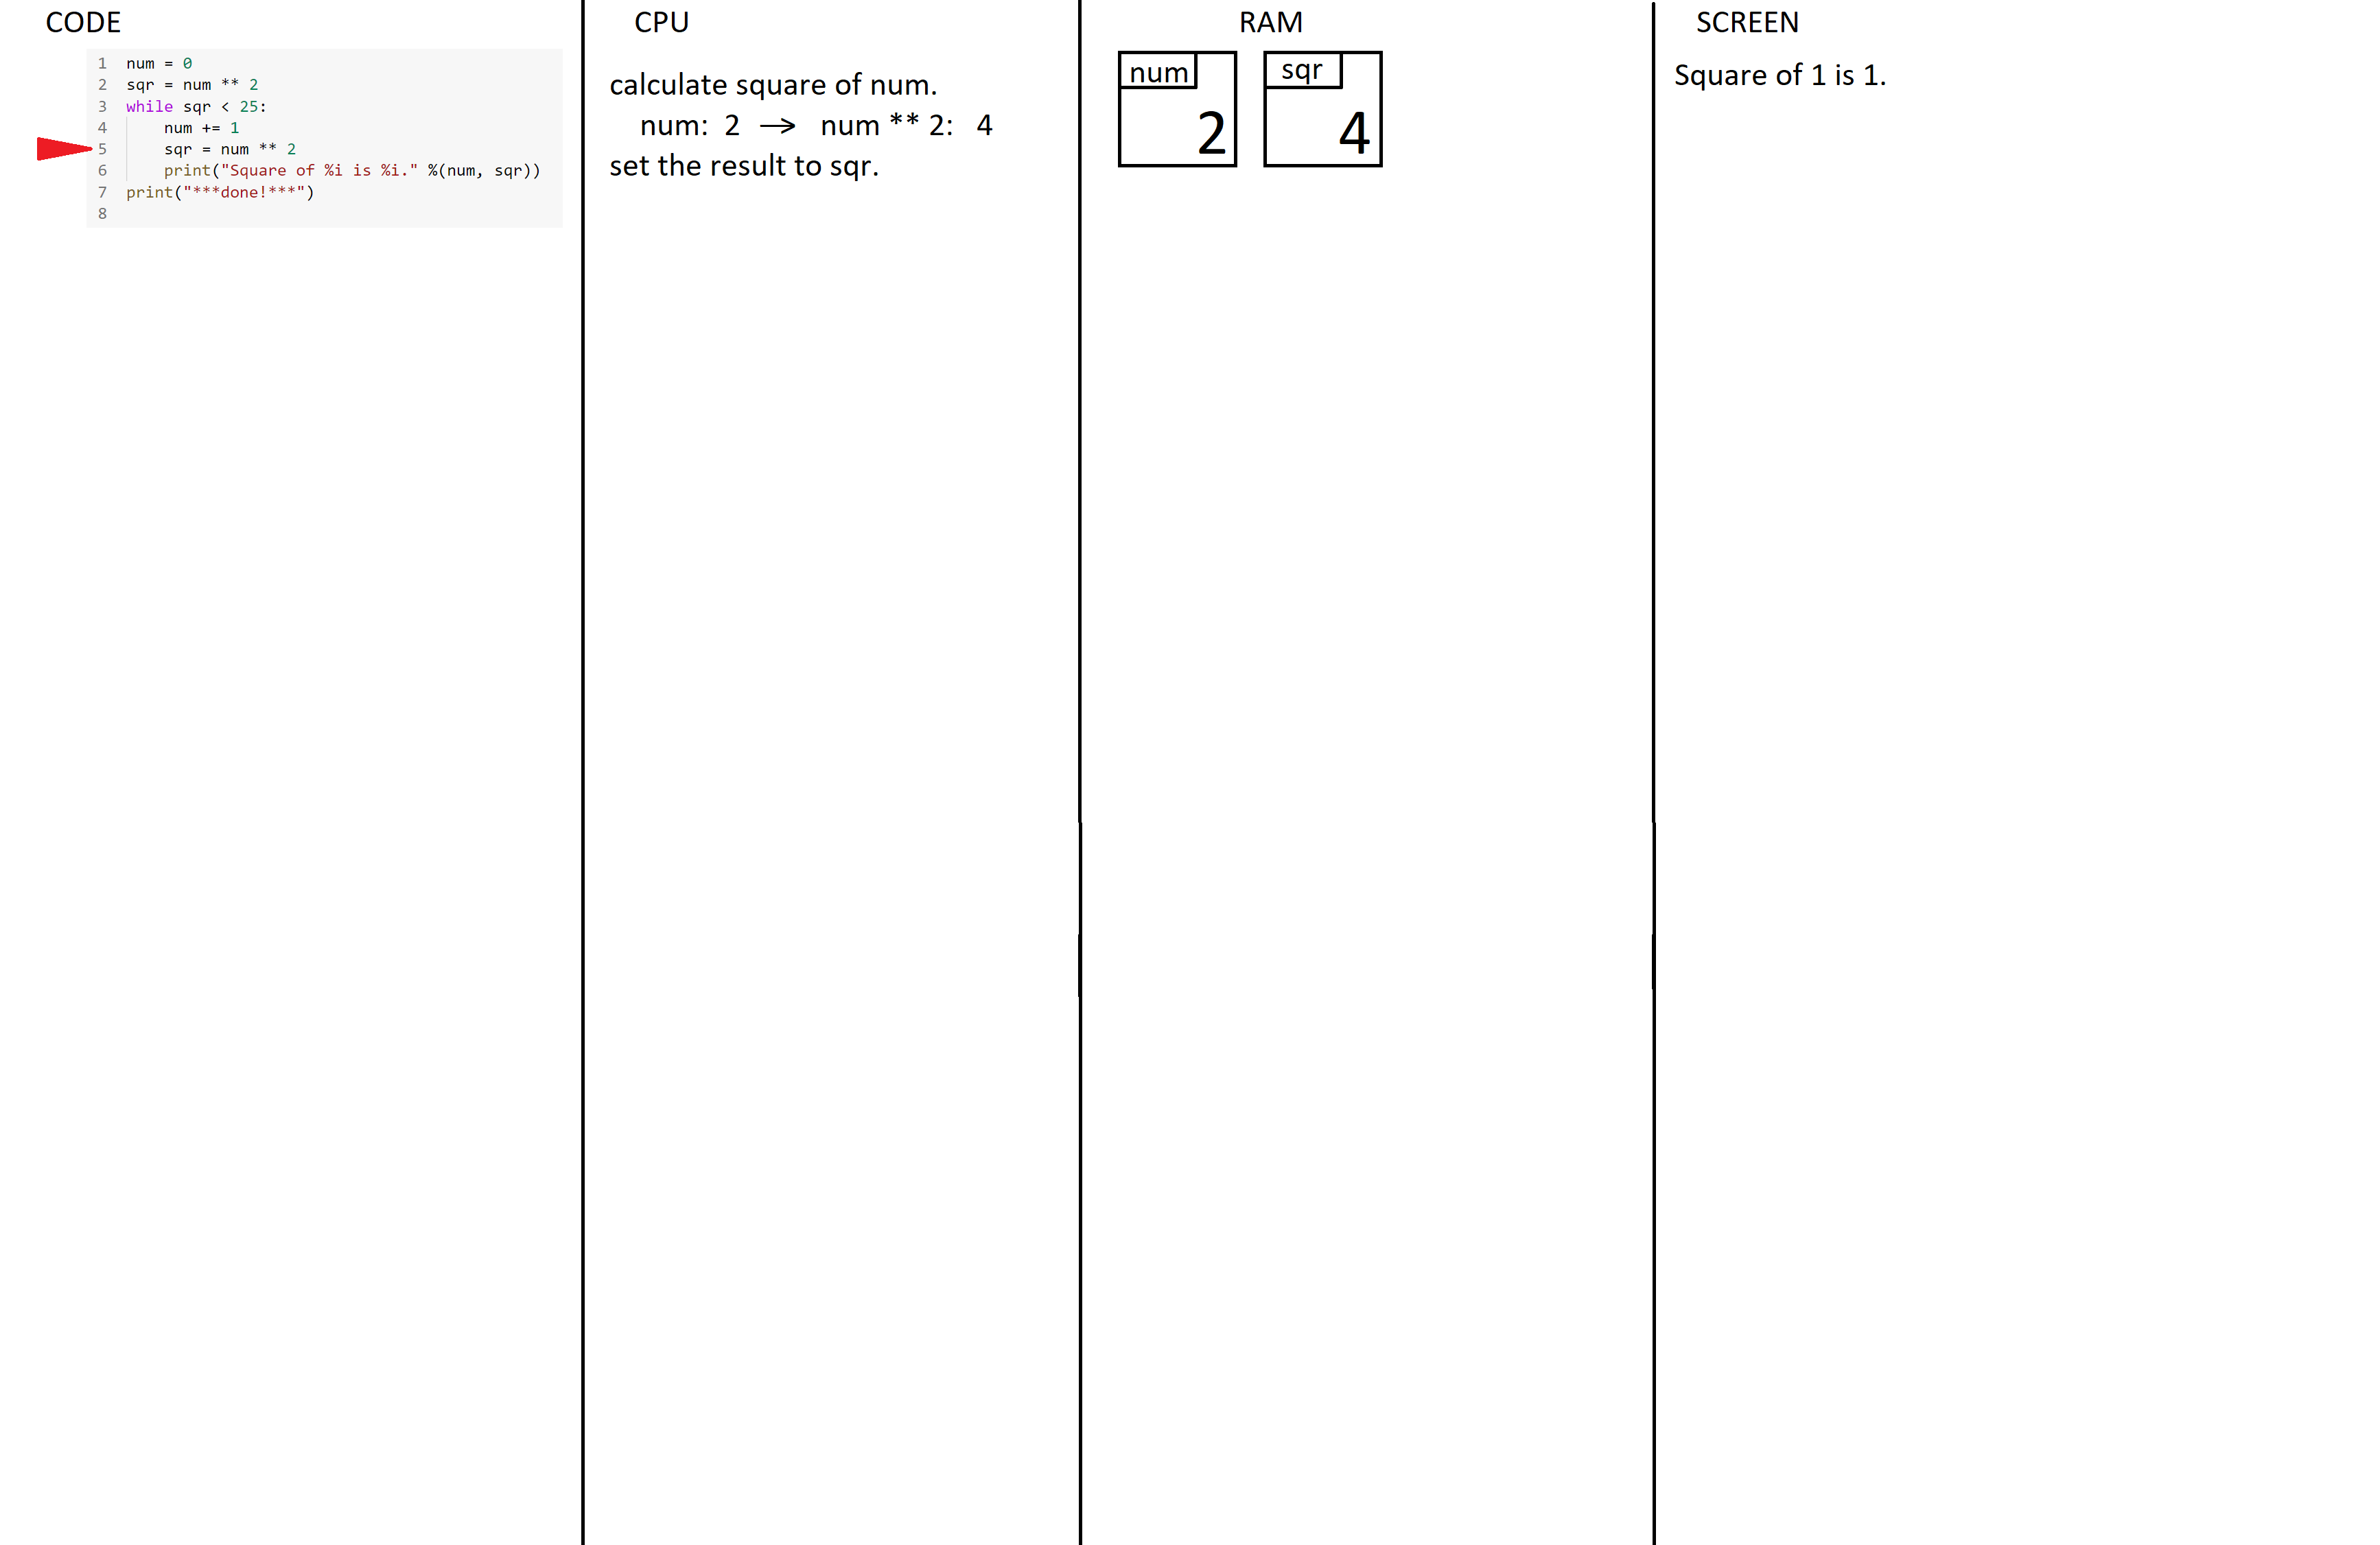 CODE
1 num = 0
2 sqr = num ** 2
3 while sqr < 25:
4     num += 1
5     sqr = num ** 2
6     print("Square of %i is %i." %(num, sqr))
7 print("***done!***")
8
CPU
calculate square of num.
num: 2 → num ** 2: 4
set the result to sqr.
RAM
num
2
sqr
4
SCREEN
Square of 1 is 1.